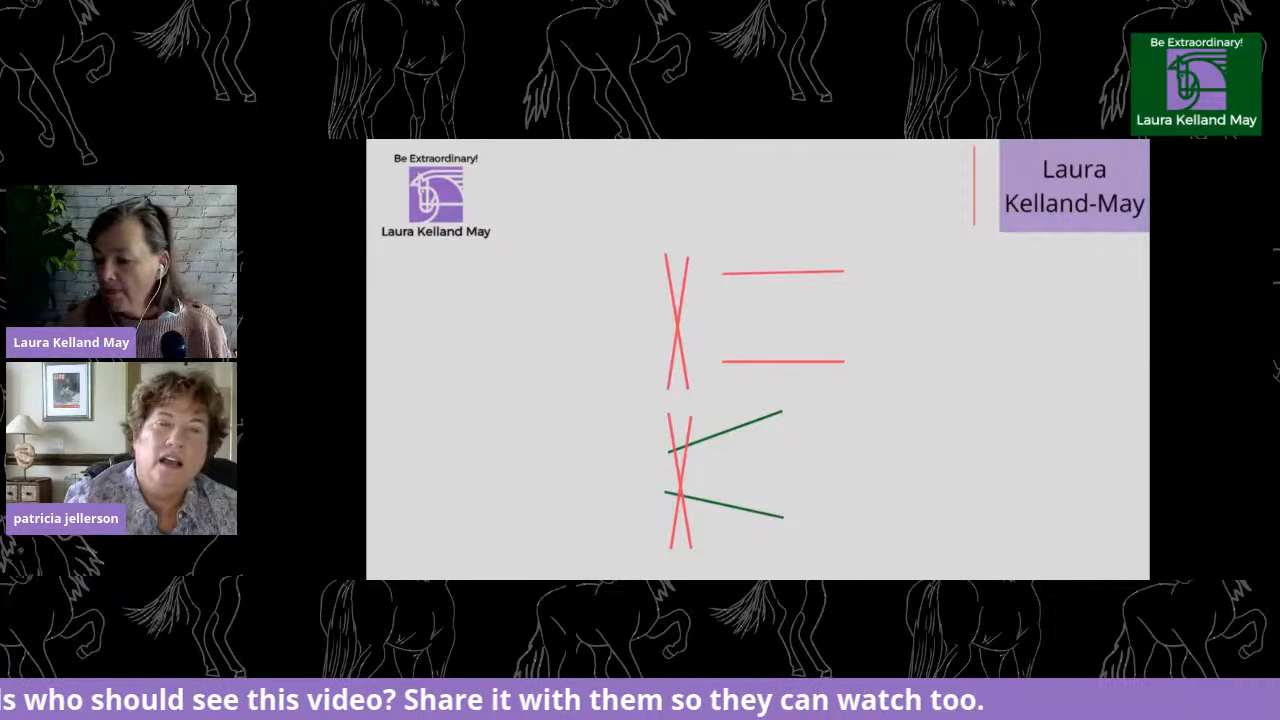 Be Extraordinary!
Laura Kelland May
Be Extraordinary!
Laura Kelland May
Laura
Kelland-May
Laura Kelland May
LIFE
patricia jellerson
who should see this video? Share it with them so they can watch too.